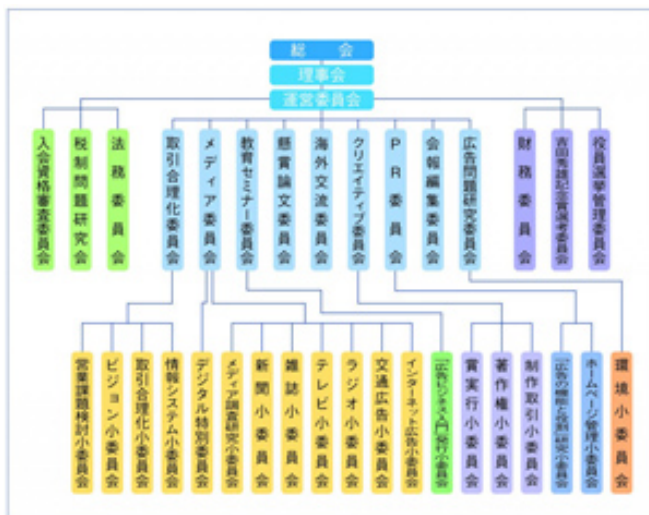 総会
理事会
運営委員会
入会資格審査委員会
税制問題研究会
法務委員会
取引合理化委員会
メディア委員会
教育セミナー委員会
懸賞論文委員会
海外交流委員会
クリエイティブ委員会
PR委員会
会報編集委員会
広告問題研究委員会
財務委員会
吉田秀雄記念賞選考委員会
役員選挙管理委員会
営業課題検討小委員会
ビジョン小委員会
取引合理化小委員会
情報システム小委員会
デジタル特別委員会
メディア調査研究小委員会
新聞小委員会
雑誌小委員会
テレビ小委員会
ラジオ小委員会
交通広告小委員会
インターネット広告小委員会
「広告ビジネス入門」発行小委員会
賞実行小委員会
著作権小委員会
制作取引小委員会
「広告の機能と役割」研究小委員会
ホームページ管理小委員会
環境小委員会